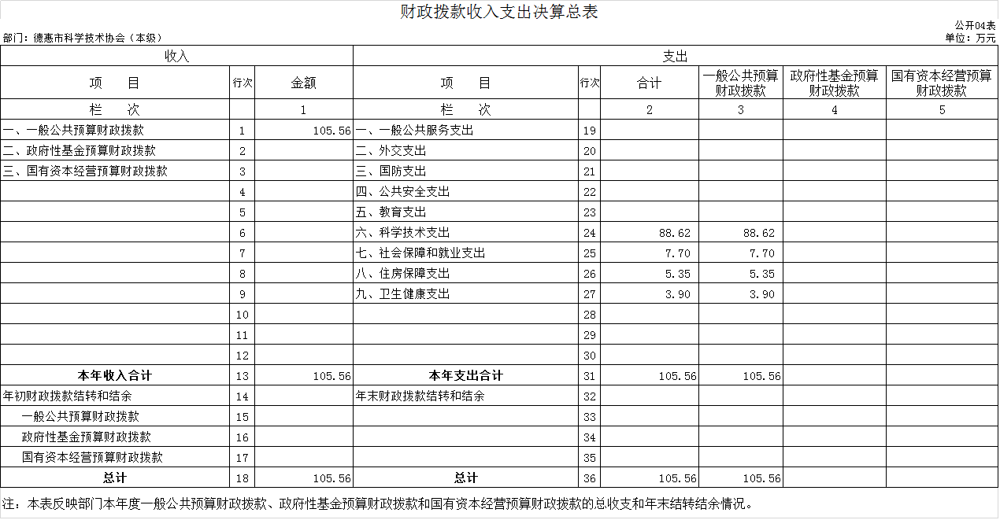 财政拨款收入支出决算总表
公开04表
部门：德惠市科学技术协会（本级） 单位：万元
收入 支出
项 目 行次 金额 项 目 行次 合计 一般公共预算财政拨款 政府性基金预算财政拨款 国有资本经营预算财政拨款
栏 次 1 栏 次 2 3 4 5
一、一般公共预算财政拨款 1 105.56 一、一般公共服务支出 19
二、政府性基金预算财政拨款 2 二、外交支出 20
三、国有资本经营预算财政拨款 3 三、国防支出 21
4 四、公共安全支出 22
5 五、教育支出 23
6 六、科学技术支出 24 88.62 88.62
7 七、社会保障和就业支出 25 7.70 7.70
8 八、住房保障支出 26 5.35 5.35
9 九、卫生健康支出 27 3.90 3.90
10 28
11 29
12 30
本年收入合计 13 105.56 本年支出合计 31 105.56 105.56
年初财政拨款结转和结余 14 年末财政拨款结转和结余 32
一般公共预算财政拨款 15 33
政府性基金预算财政拨款 16 34
国有资本经营预算财政拨款 17 35
总计 18 105.56 总计 36 105.56 105.56
注：本表反映部门本年度一般公共预算财政拨款、政府性基金预算财政拨款和国有资本经营预算财政拨款的总收支和年末结转结余情况。